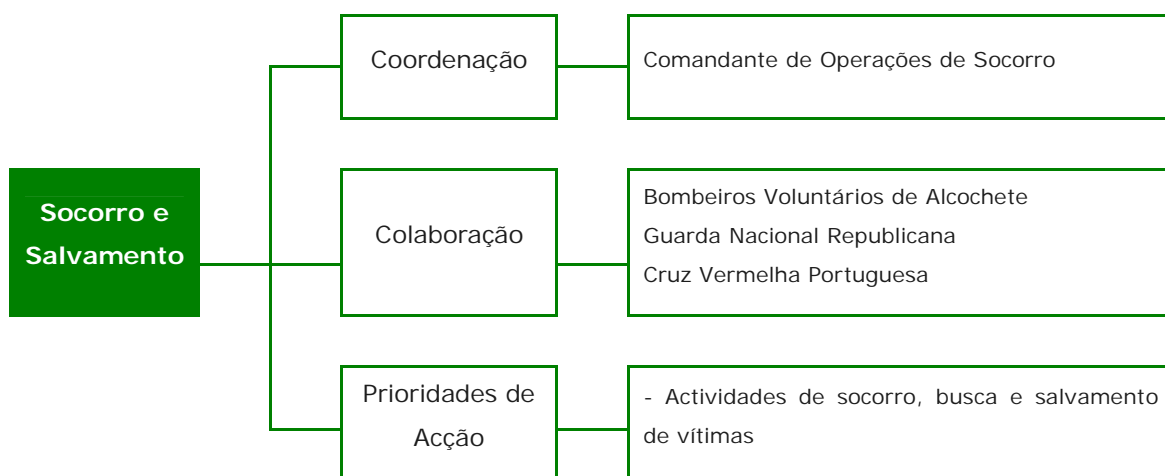 Socorro e
Salvamento
Coordenação
Comandante de Operações de Socorro
Colaboração
Bombeiros Voluntários de Alcochete
Guarda Nacional Republicana
Cruz Vermelha Portuguesa
Prioridades de
Acção
- Actividades de socorro, busca e salvamento
de vítimas